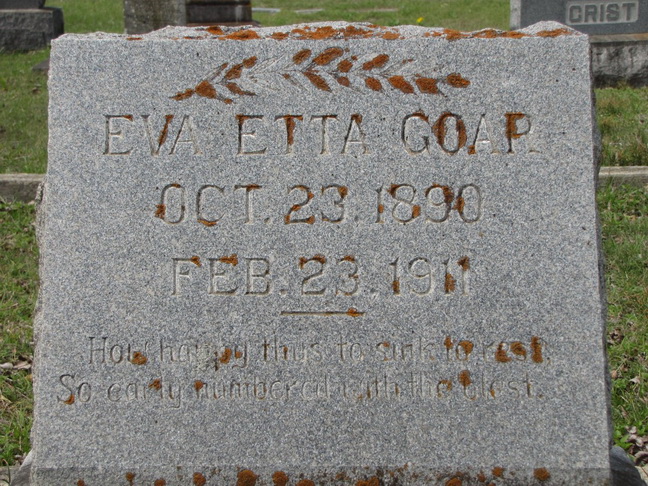 CRIST
EVA ETTA GOAR
OCT. 23. 1890
FEB. 23. 1911
How happy thus to sink to rest,
So early numbered with the blest.